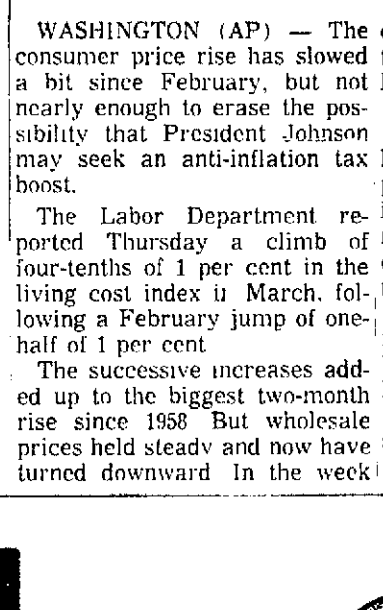 WASHINGTON (AP) — The
consumer price rise has slowed
a bit since February, but not
nearly enough to erase the pos-
sibility that President Johnson
may seek an anti-inflation tax
boost.
The Labor Department re-
ported Thursday a climb of
four-tenths of 1 per cent in the
living cost index in March, fol-
lowing a February jump of one-
half of 1 per cent
The successive increases add-
ed up to the biggest two-month
rise since 1958 But wholesale
prices held steady and now have
turned downward In the week